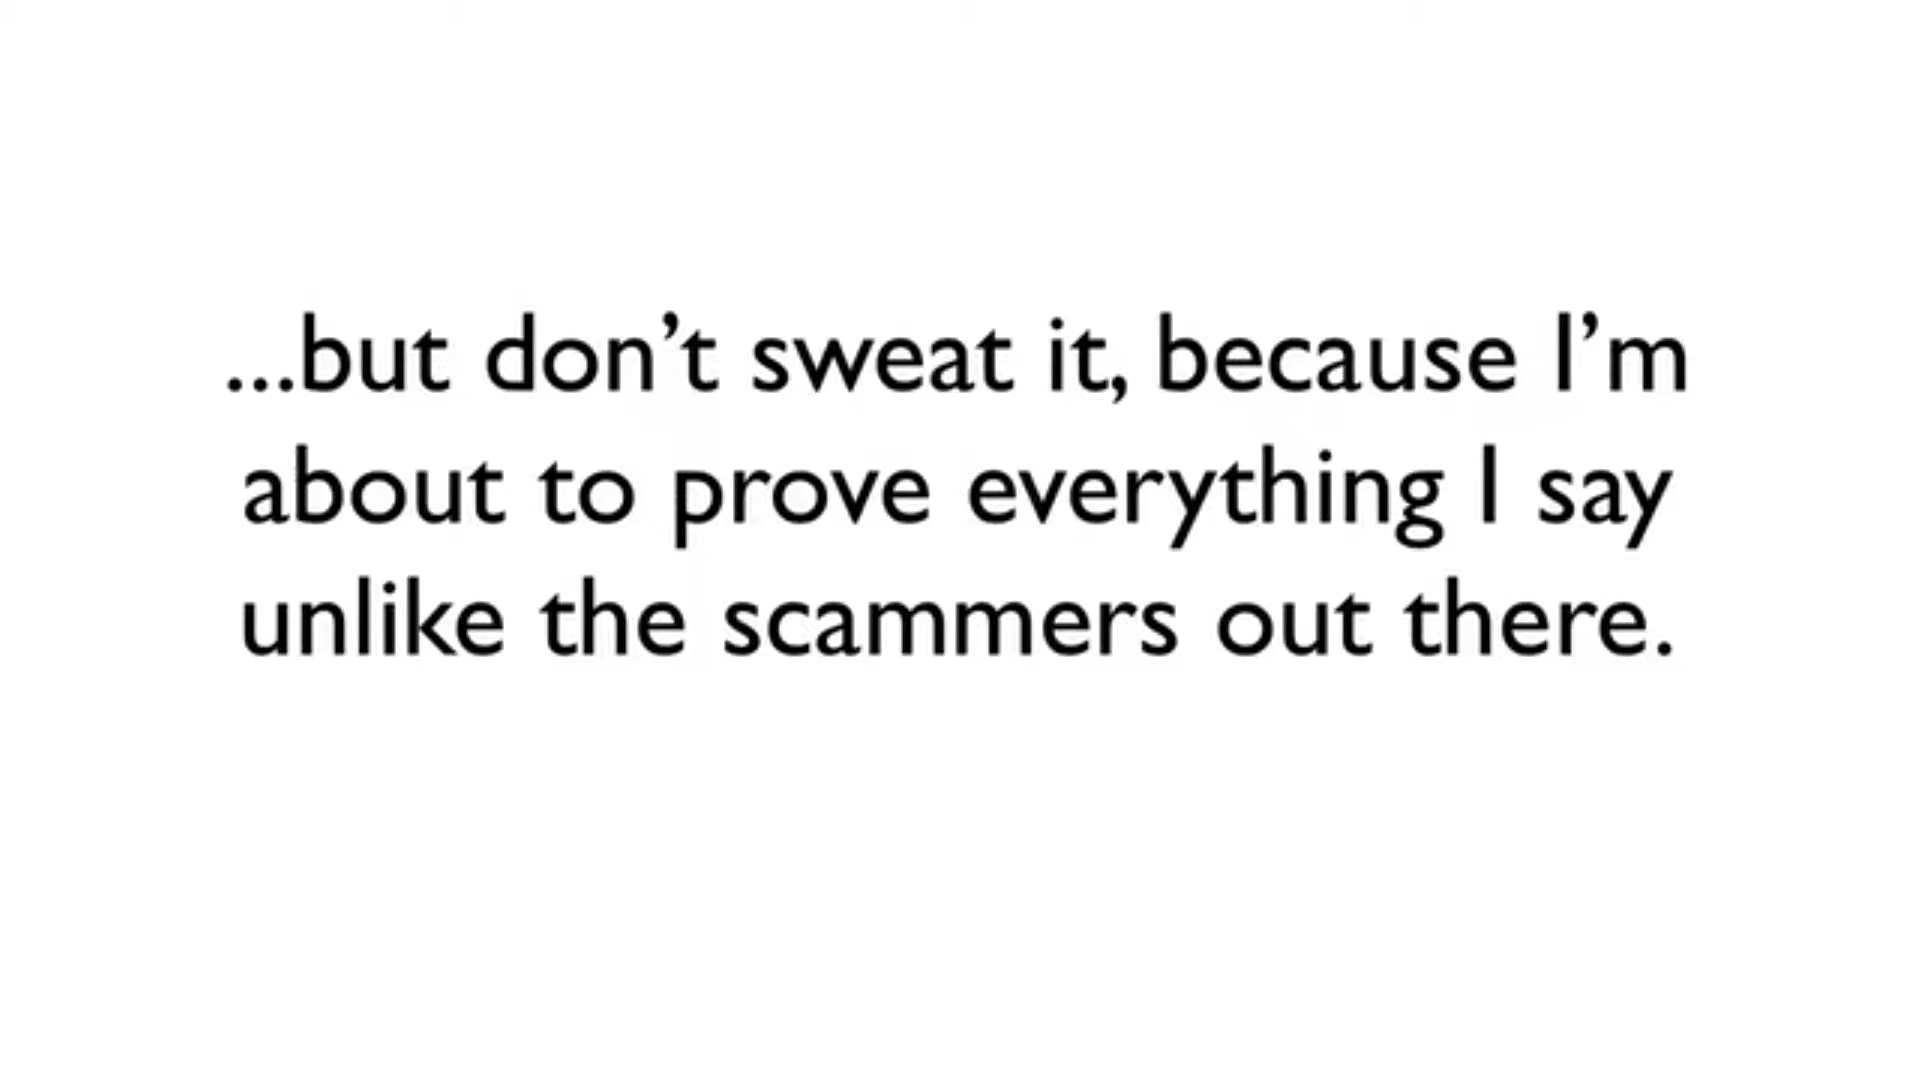 ...but don’t sweat it, because I’m
about to prove everything I say
unlike the scammers out there.